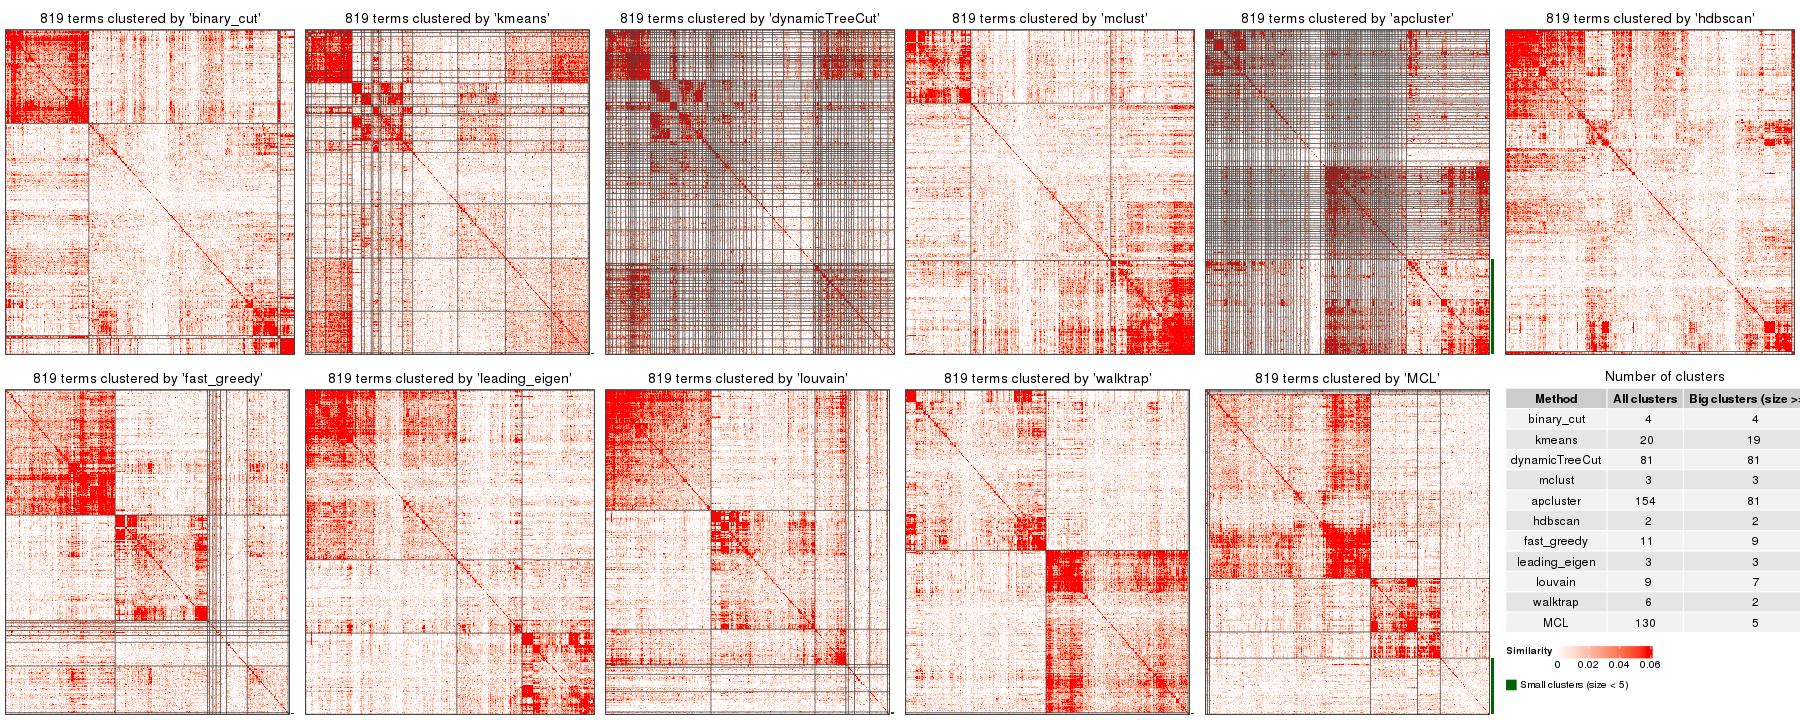 819 terms clustered by 'binary_cut'
819 terms clustered by 'kmeans'
819 terms clustered by 'dynamicTreeCut'
819 terms clustered by 'mclust'
819 terms clustered by 'apcluster'
819 terms clustered by 'hdbscan'
819 terms clustered by 'fast_greedy'
819 terms clustered by 'leading_eigen'
819 terms clustered by 'louvain'
819 terms clustered by 'walktrap'
819 terms clustered by 'MCL'
Number of clusters
Method All clusters Big clusters (size >=
binary_cut 4 4
kmeans 20 19
dynamicTreeCut 81 81
mclust 3 3
apcluster 154 81
hdbscan 2 2
fast_greedy 11 9
leading_eigen 3 3
louvain 9 7
walktrap 6 2
MCL 130 5
Similarity
0 0.02 0.04 0.06
Small clusters (size < 5)